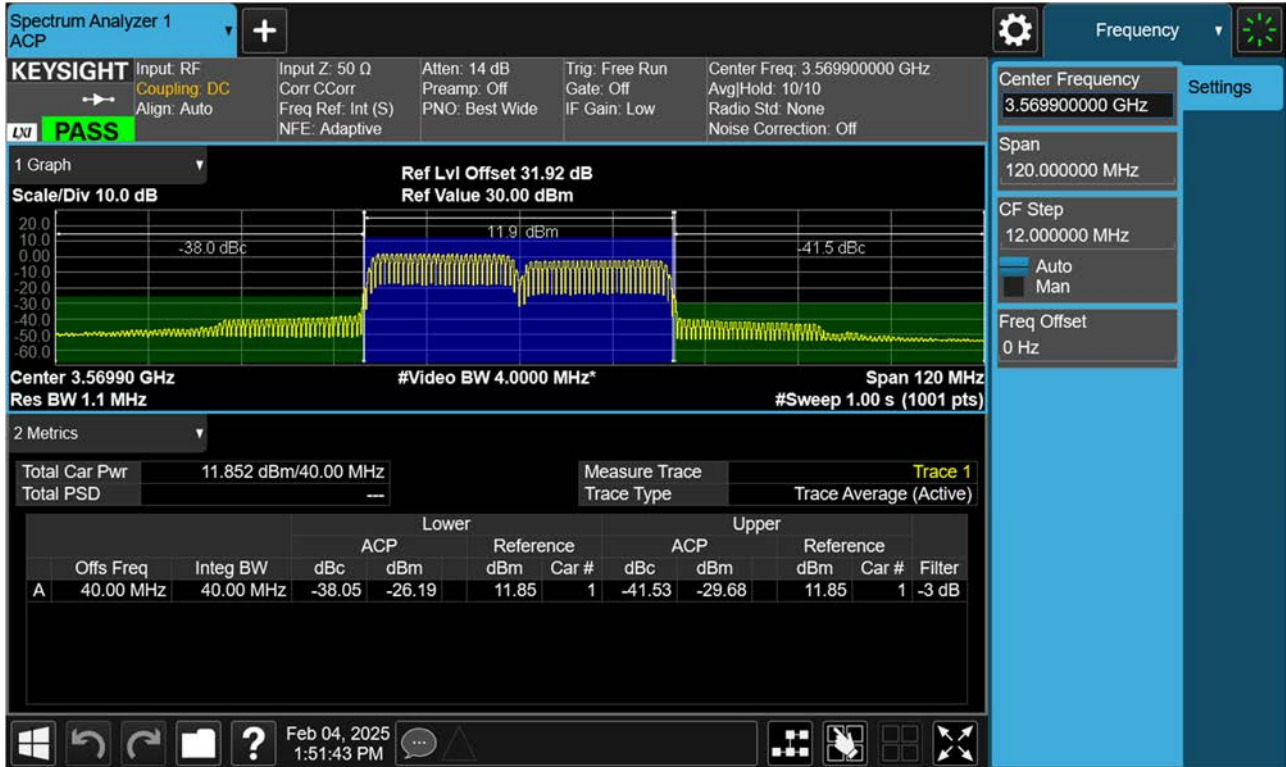 Spectrum Analyzer 1
ACP
+
Frequency
KEYSIGHT
LXI
PASS
Input: RF
Coupling: DC
Align: Auto
Input Z: 50 Ω
Corr CCorr
Freq Ref: Int (S)
NFE: Adaptive
Atten: 14 dB
Preamp: Off
PNO: Best Wide
Trig: Free Run
Gate: Off
IF Gain: Low
Center Freq: 3.569900000 GHz
Avg|Hold: 10/10
Radio Std: None
Noise Correction: Off
Center Frequency
3.569900000 GHz
Settings
Span
120.000000 MHz
CF Step
12.000000 MHz
Auto
Man
Freq Offset
0 Hz
1 Graph
Scale/Div 10.0 dB
Ref Lvl Offset 31.92 dB
Ref Value 30.00 dBm
20.0
10.0
0.00
-10.0
-20.0
-30.0
-40.0
-50.0
-60.0
-38.0 dBc
11.9 dBm
-41.5 dBc
Center 3.56990 GHz
#Video BW 4.0000 MHz*
Span 120 MHz
Res BW 1.1 MHz
#Sweep 1.00 s (1001 pts)
2 Metrics
Total Car Pwr 11.852 dBm/40.00 MHz
Total PSD ---
Measure Trace Trace 1
Trace Type Trace Average (Active)
Lower Upper
ACP Reference ACP Reference
Offs Freq Integ BW dBc dBm dBm Car # dBc dBm dBm Car # Filter
A 40.00 MHz 40.00 MHz -38.05 -26.19 11.85 1 -41.53 -29.68 11.85 1 -3 dB
?
Feb 04, 2025
1:51:43 PM